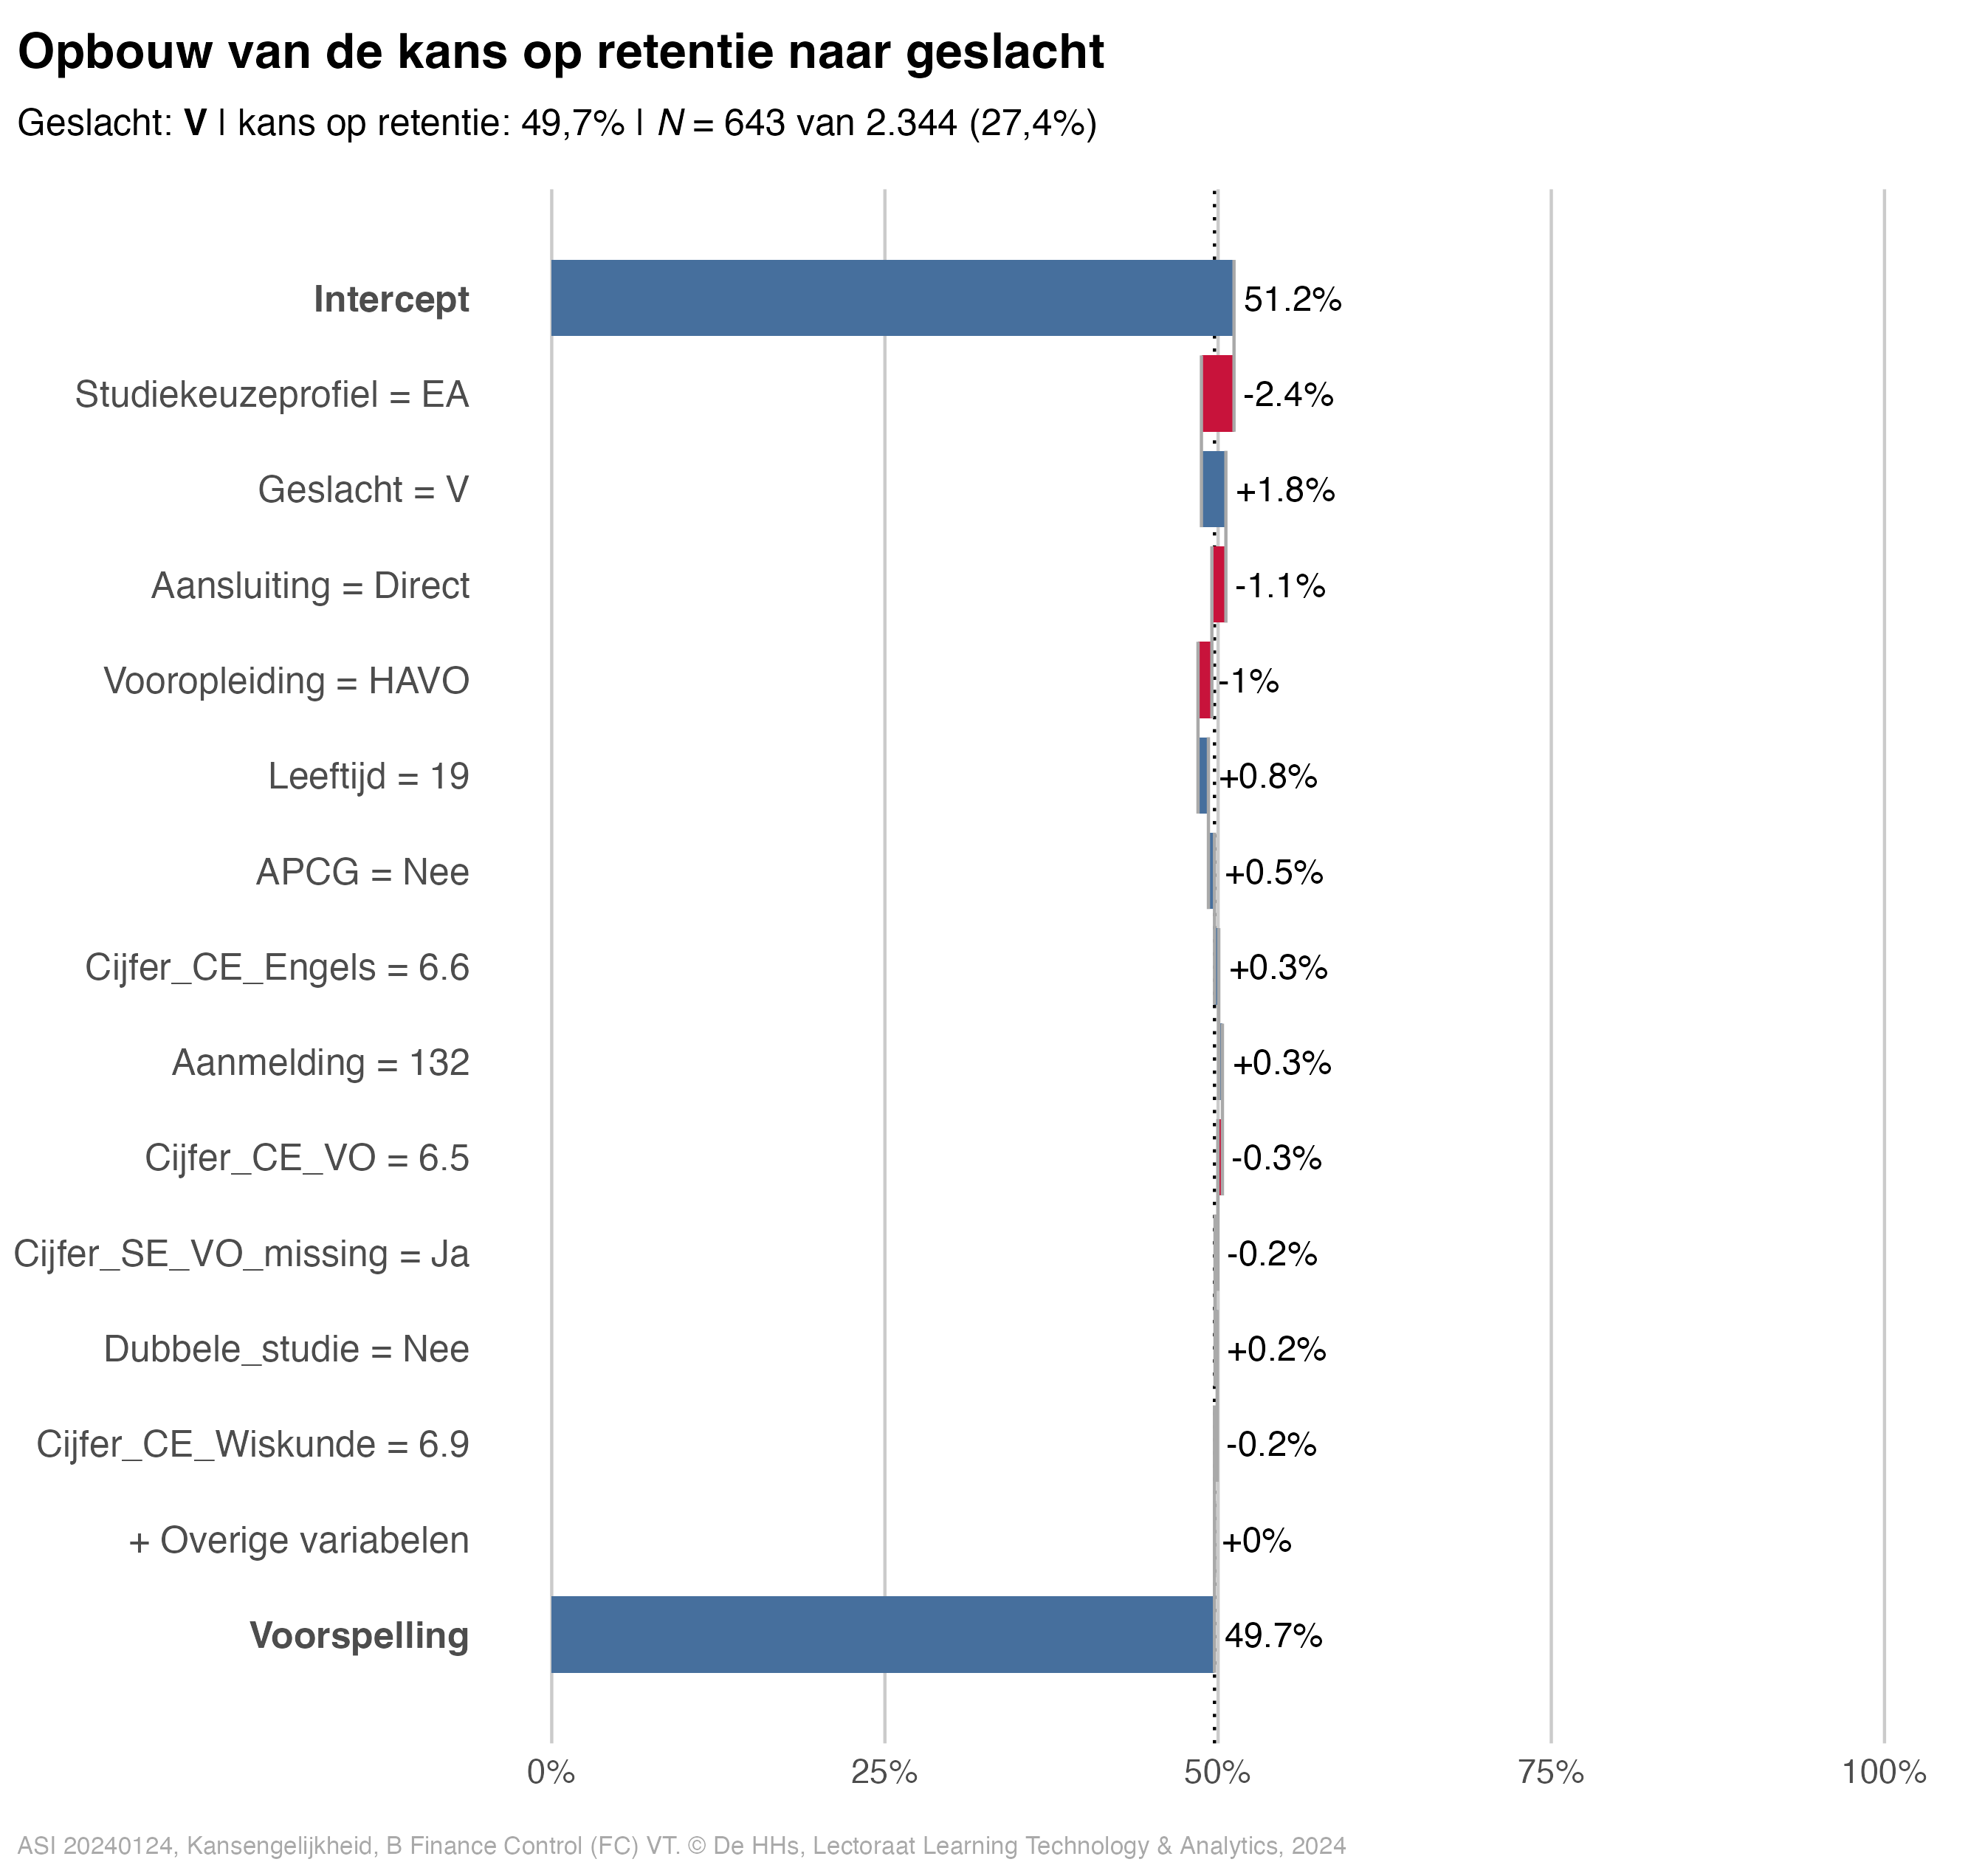 Opbouw van de kans op retentie naar geslacht
Geslacht: V | kans op retentie: 49,7% | N = 643 van 2.344 (27,4%)
Intercept 51.2%
Studiekeuzeprofiel = EA -2.4%
Geslacht = V +1.8%
Aansluiting = Direct -1.1%
Vooropleiding = HAVO -1%
Leeftijd = 19 +0.8%
APCG = Nee +0.5%
Cijfer_CE_Engels = 6.6 +0.3%
Aanmelding = 132 +0.3%
Cijfer_CE_VO = 6.5 -0.3%
Cijfer_SE_VO_missing = Ja -0.2%
Dubbele_studie = Nee +0.2%
Cijfer_CE_Wiskunde = 6.9 -0.2%
+ Overige variabelen +0%
Voorspelling 49.7%
0% 25% 50% 75% 100%
ASI 20240124, Kansengelijkheid, B Finance Control (FC) VT. © De HHs, Lectoraat Learning Technology & Analytics, 2024